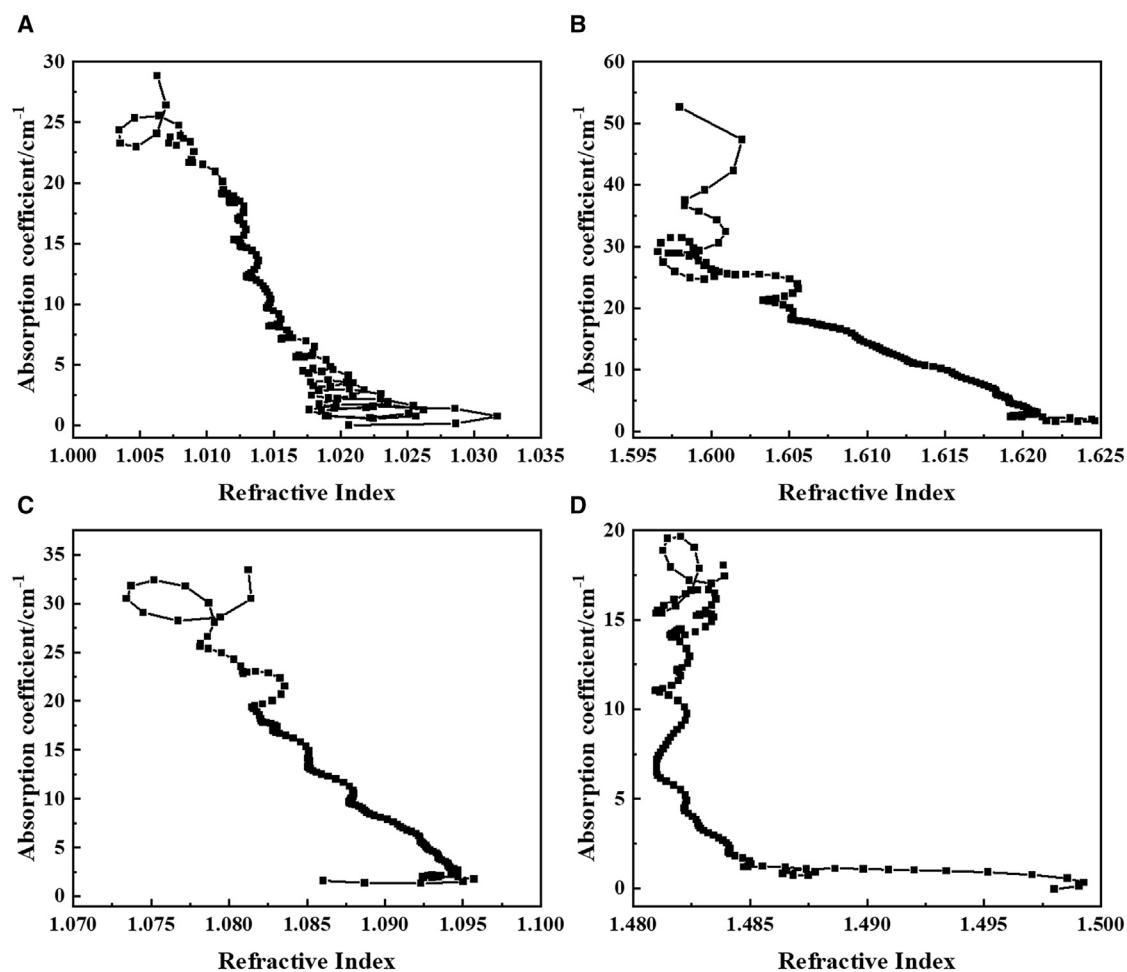 A
B
30
25
20
15
10
5
0
Absorption coefficient/cm-1
1.000 1.005 1.010 1.015 1.020 1.025 1.030 1.035
Refractive Index
60
50
40
30
20
10
0
Absorption coefficient/cm-1
1.595 1.600 1.605 1.610 1.615 1.620 1.625
Refractive Index
C
D
35
30
25
20
15
10
5
0
Absorption coefficient/cm-1
1.070 1.075 1.080 1.085 1.090 1.095 1.100
Refractive Index
20
15
10
5
0
Absorption coefficient/cm-1
1.480 1.485 1.490 1.495 1.500
Refractive Index